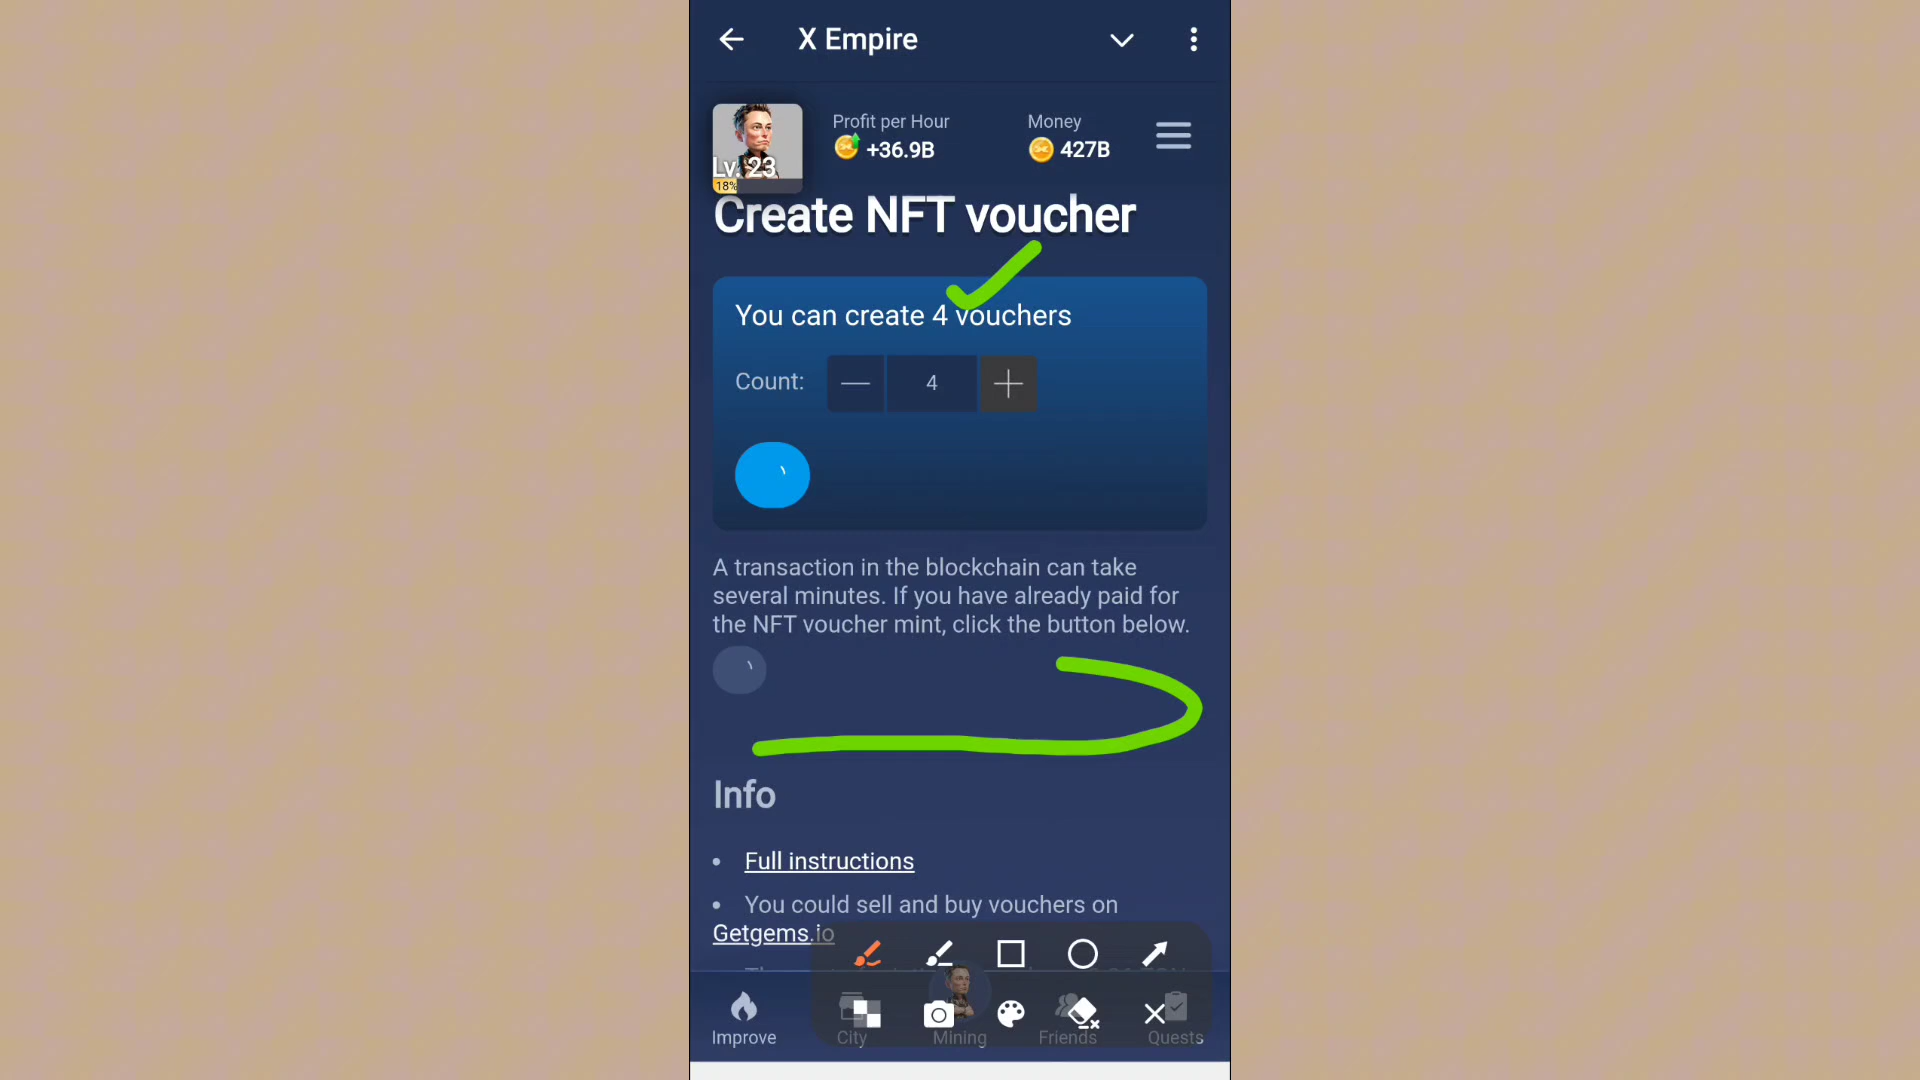 X Empire
Profit per Hour
Money
+36.9B
427B
Lv. 23
18%
Create NFT voucher
You can create 4 vouchers
Count:
4
A transaction in the blockchain can take
several minutes. If you have already paid for
the NFT voucher mint, click the button below.
Info
Full instructions
You could sell and buy vouchers on
Getgems.io
Improve
City
Mining
Friends
Quests